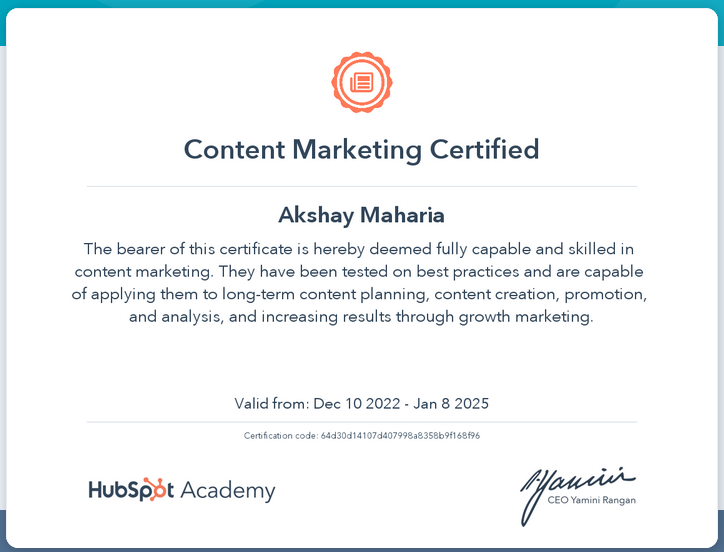 Content Marketing Certified
Akshay Maharia
The bearer of this certificate is hereby deemed fully capable and skilled in
content marketing. They have been tested on best practices and are capable
of applying them to long-term content planning, content creation, promotion,
and analysis, and increasing results through growth marketing.
Valid from: Dec 10 2022 - Jan 8 2025
Certification code: 64d30d14107d407998a8358b9f168f96
HubSpot Academy
Yamini
CEO Yamini Rangan